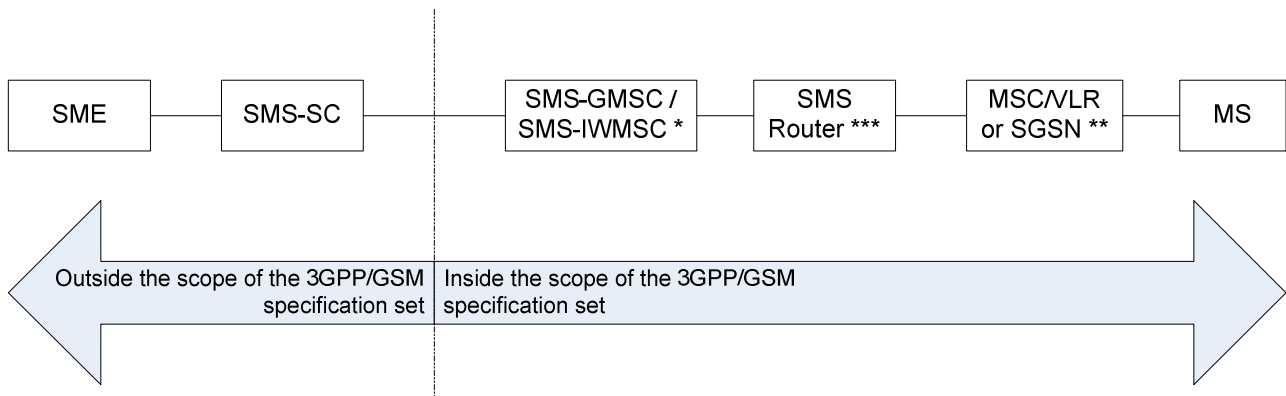 SME
SMS-SC
SMS-GMSC /
SMS-IWMSC *
SMS
Router ***
MSC/VLR
or SGSN **
MS
Outside the scope of the 3GPP/GSM
specification set
Inside the scope of the 3GPP/GSM
specification set